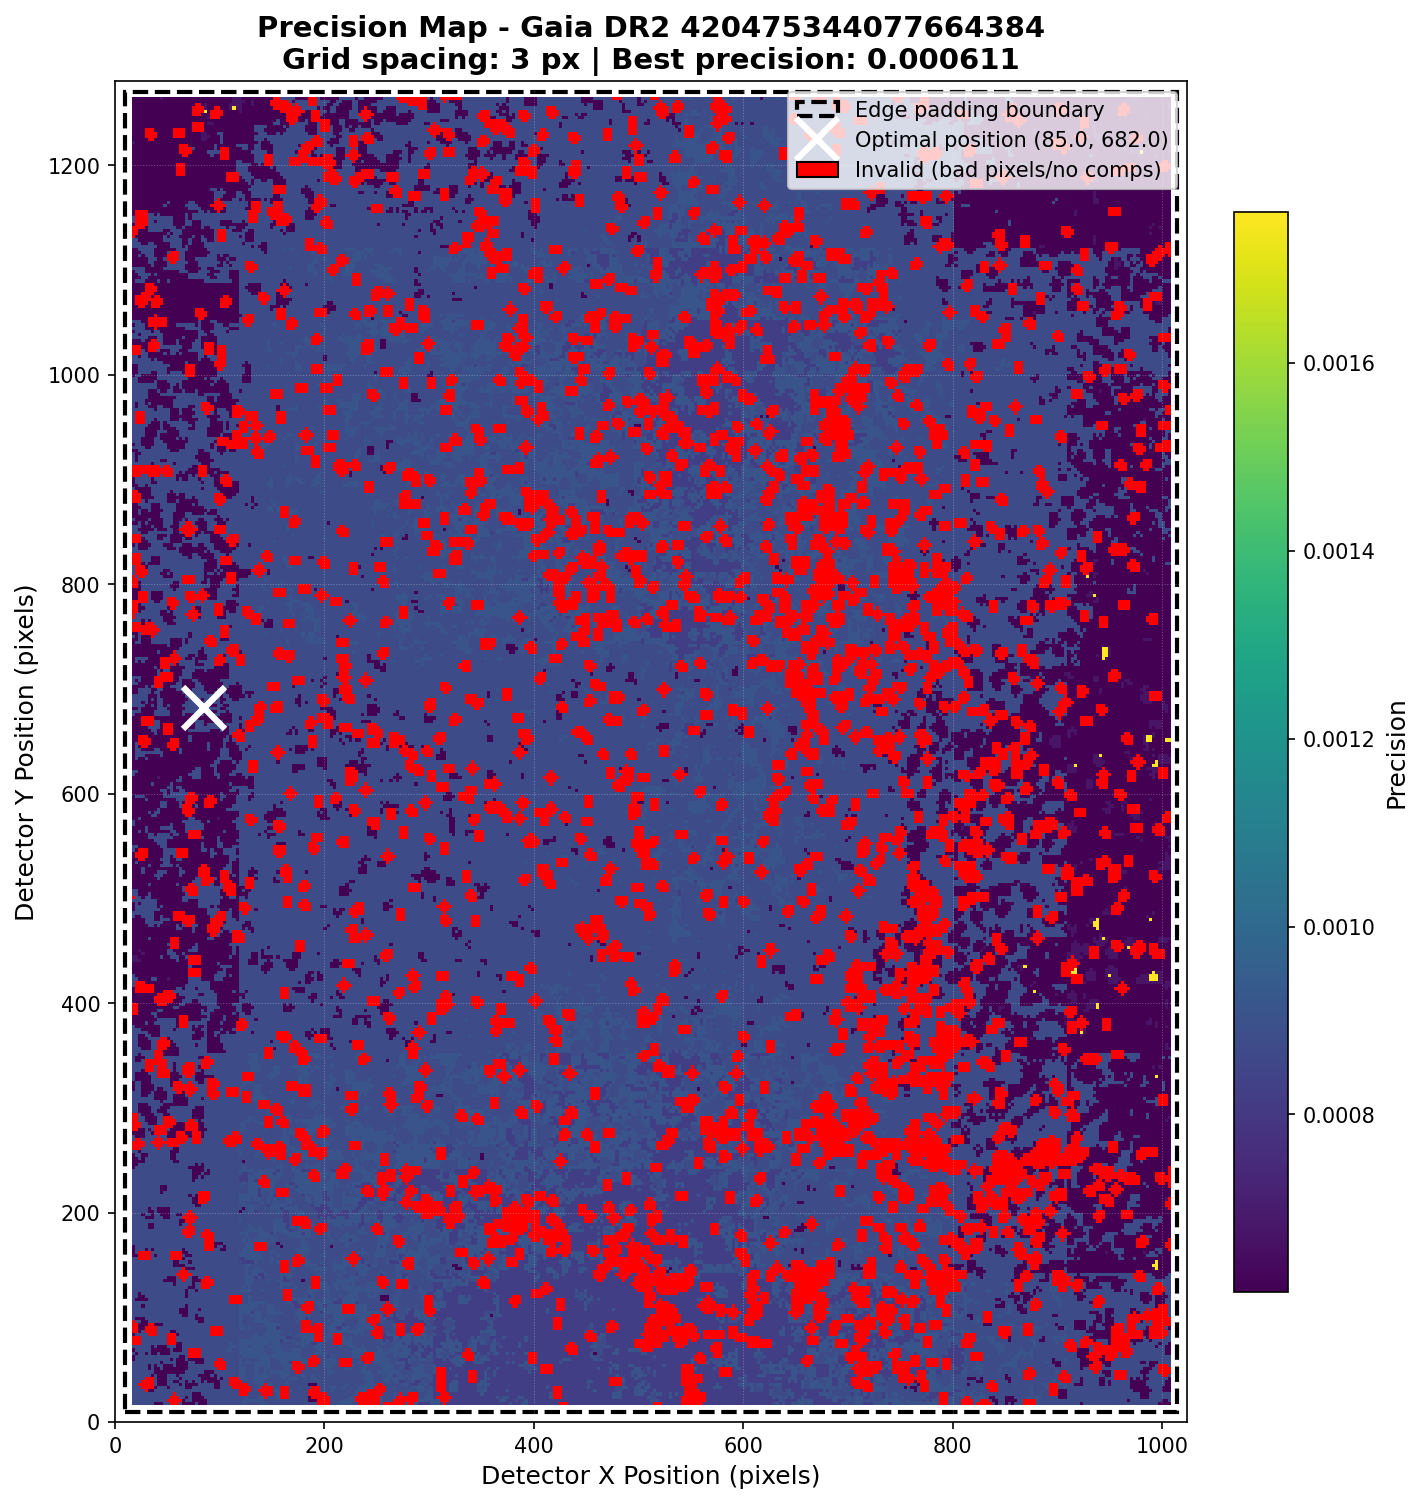 Precision Map - Gaia DR2 420475344077664384
Grid spacing: 3 px | Best precision: 0.000611
Edge padding boundary
Optimal position (85.0, 682.0)
Invalid (bad pixels/no comps)
Detector Y Position (pixels)
1200
1000
800
600
400
200
0
0 200 400 600 800 1000
Detector X Position (pixels)
0.0016
0.0014
0.0012
0.0010
0.0008
Precision